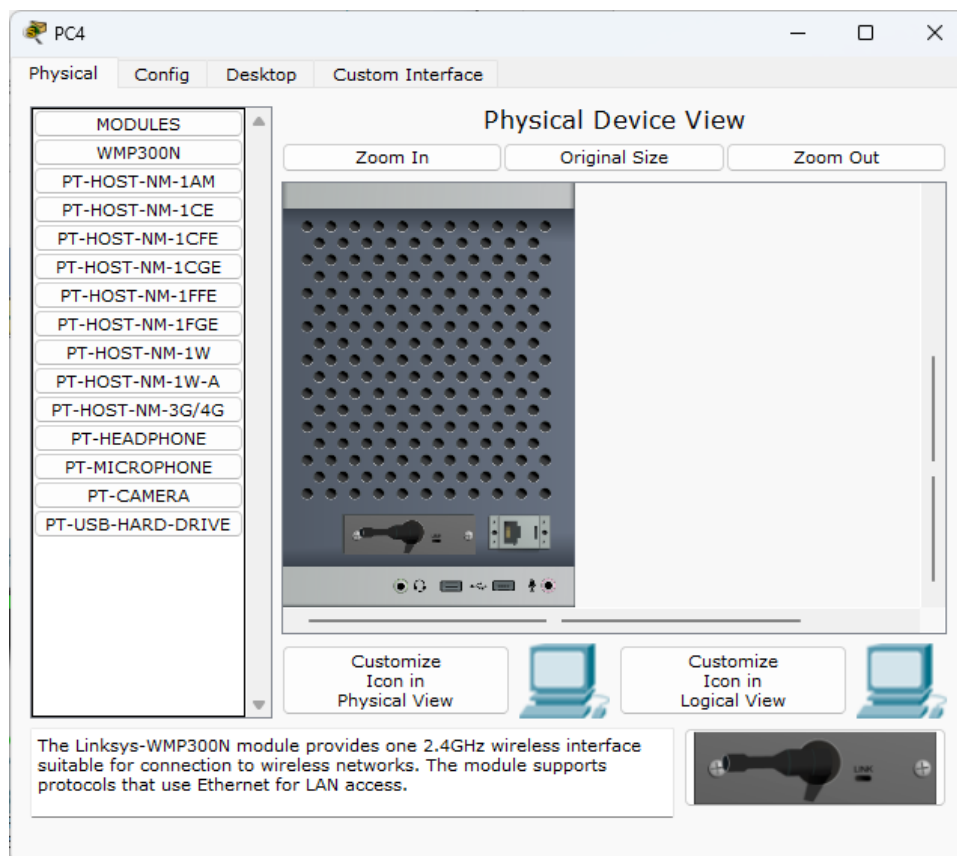 PC4
Physical
Config
Desktop
Custom Interface
MODULES
WMP300N
PT-HOST-NM-1AM
PT-HOST-NM-1CE
PT-HOST-NM-1CFE
PT-HOST-NM-1CGE
PT-HOST-NM-1FFE
PT-HOST-NM-1FGE
PT-HOST-NM-1W
PT-HOST-NM-1W-A
PT-HOST-NM-3G/4G
PT-HEADPHONE
PT-MICROPHONE
PT-CAMERA
PT-USB-HARD-DRIVE
Physical Device View
Zoom In
Original Size
Zoom Out
Customize
Icon in
Physical View
Customize
Icon in
Logical View
The Linksys-WMP300N module provides one 2.4GHz wireless interface
suitable for connection to wireless networks. The module supports
protocols that use Ethernet for LAN access.
LINK